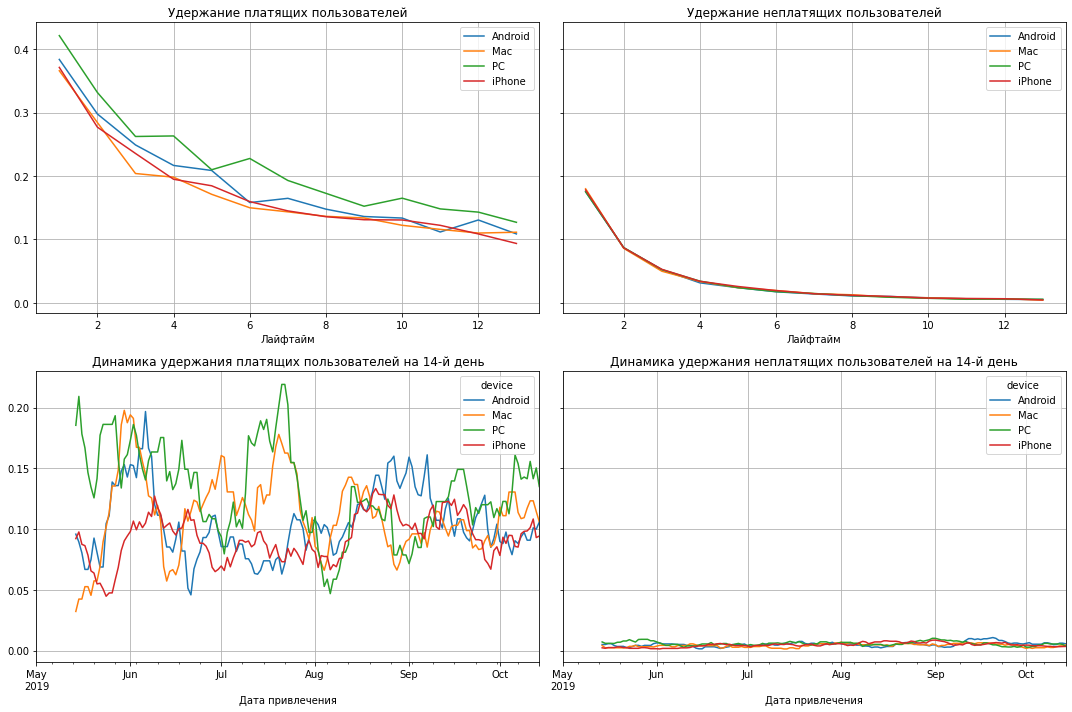 Удержание платящих пользователей
Android
Mac
PC
iPhone
0.4
0.3
0.2
0.1
0.0
2 4 6 8 10 12
Лайфтайм
Удержание неплатящих пользователей
Android
Mac
PC
iPhone
2 4 6 8 10 12
Лайфтайм
Динамика удержания платящих пользователей на 14-й день
device
Android
Mac
PC
iPhone
0.20
0.15
0.10
0.05
0.00
May Jun Jul Aug Sep Oct
2019
Дата привлечения
Динамика удержания неплатящих пользователей на 14-й день
device
Android
Mac
PC
iPhone
May Jun Jul Aug Sep Oct
2019
Дата привлечения